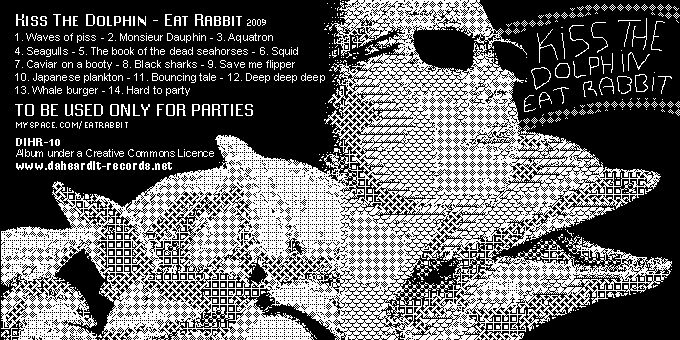 Kiss The Dolphin - Eat Rabbit 2009
1. Waves of piss - 2. Monsieur Dauphin - 3. Aquatron
4. Seagulls - 5. The book of the dead seahorses - 6. Squid
7. Caviar on a booty - 8. Black sharks - 9. Save me flipper
10. Japanese plankton - 11. Bouncing tale - 12. Deep deep deep
13. Whale burger - 14. Hard to party
TO BE USED ONLY FOR PARTIES
MYSPACE.COM/EATRABBIT
DIHR-10
Album under a Creative Commons Licence
www.daheardit-records.net
KISS THE
DOLPHIN
EAT RABBIT